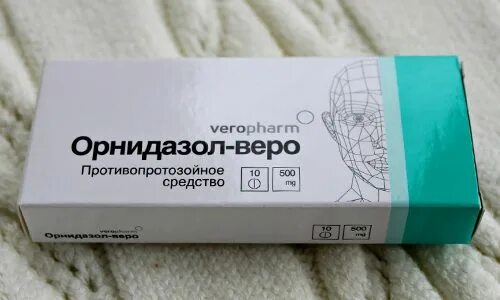 veropharm
Орнидазол-веро
Противопротозойное
средство
10
500
mg
veropharm
Орнидазол-веро
10
500
mg